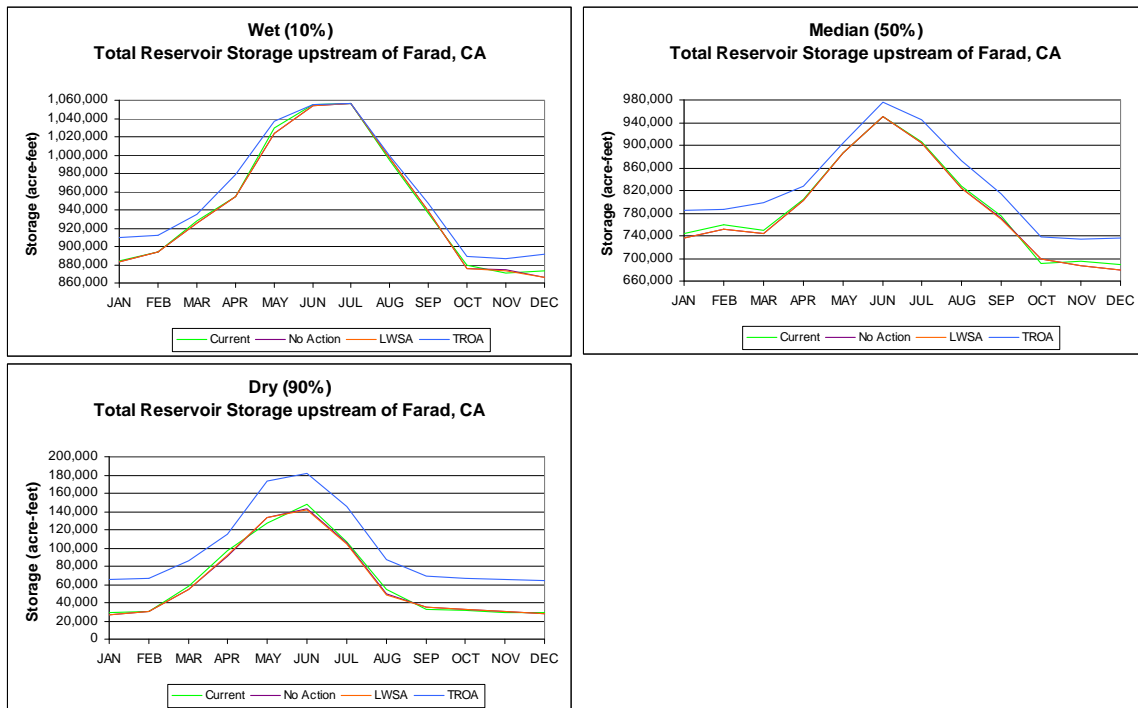 Wet (10%)
Total Reservoir Storage upstream of Farad, CA
Storage (acre-feet)
1,060,000
1,040,000
1,020,000
1,000,000
980,000
960,000
940,000
920,000
900,000
880,000
860,000
JAN FEB MAR APR MAY JUN JUL AUG SEP OCT NOV DEC
Current No Action LWSA TROA
Median (50%)
Total Reservoir Storage upstream of Farad, CA
Storage (acre-feet)
980,000
940,000
900,000
860,000
820,000
780,000
740,000
700,000
660,000
JAN FEB MAR APR MAY JUN JUL AUG SEP OCT NOV DEC
Current No Action LWSA TROA
Dry (90%)
Total Reservoir Storage upstream of Farad, CA
Storage (acre-feet)
200,000
180,000
160,000
140,000
120,000
100,000
80,000
60,000
40,000
20,000
0
JAN FEB MAR APR MAY JUN JUL AUG SEP OCT NOV DEC
Current No Action LWSA TROA